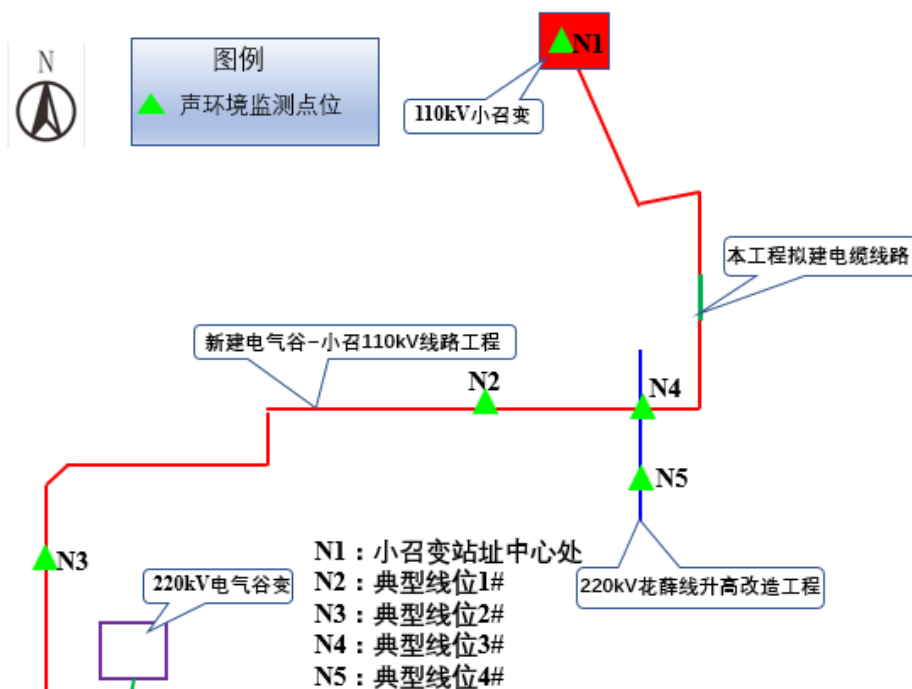 N
图例
声环境监测点位
N1
110kV小召变
本工程拟建电缆线路
新建电气谷-小召110kV线路工程
N2
N4
N5
N3
220kV电气谷变
220kV花薛线升高改造工程
N1：小召变站址中心处
N2：典型线位1#
N3：典型线位2#
N4：典型线位3#
N5：典型线位4#